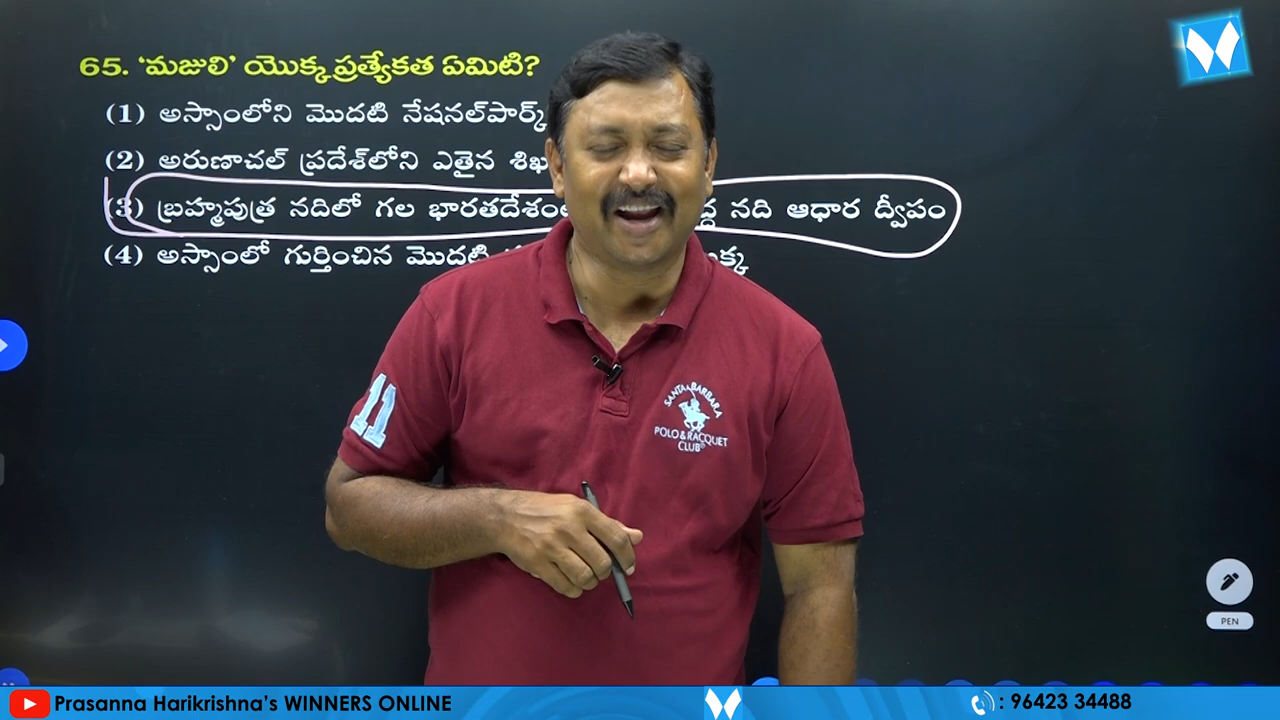 65. ‘మజులి’ యొక్క ప్రత్యేకత ఏమిటి?
(1) అస్సాంలోని మొదటి నేషనల్‌పార్క్
(2) అరుణాచల్ ప్రదేశ్‌లోని ఎతైన
(3) బ్రహ్మపుత్ర నదిలో గల నది ఆధార ద్వీపం
(4) అస్సాంలో గుర్తించిన మొదటి
11
SANTA BARBARA
POLO & RACQUET
CLUB
PEN
Prasanna Harikrishna's WINNERS ONLINE
: 96423 34488